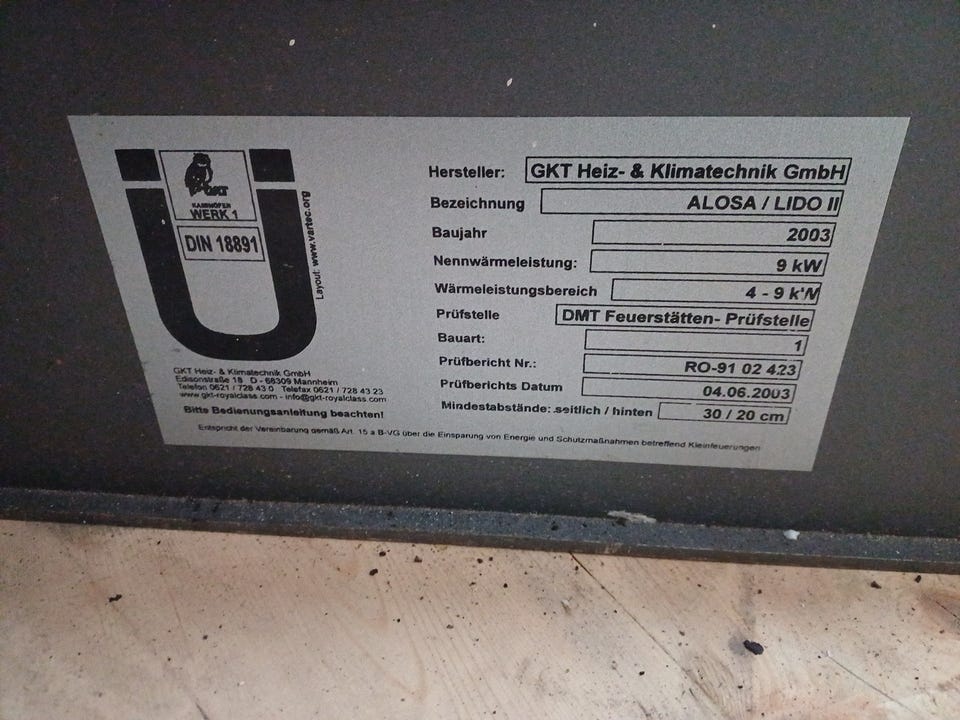 GKT
KAMINÖFEN
WERK 1
DIN 18891
Layout: www.vartec.org
GKT Heiz- & Klimatechnik GmbH
Edisonstraße 18 D - 68309 Mannheim
Telefon 0621 / 728 43 0 Telefax 0621 / 728 43 23
www.gkt-royalclass.com - info@gkt-royalclass.com
Bitte Bedienungsanleitung beachten!
Hersteller: GKT Heiz- & Klimatechnik GmbH
Bezeichnung ALOSA / LIDO II
Baujahr 2003
Nennwärmeleistung: 9 kW
Wärmeleistungsbereich 4 - 9 kW
Prüfstelle DMT Feuerstätten- Prüfstelle
Bauart: 1
Prüfbericht Nr.: RO-91 02 423
Prüfberichts Datum 04.06.2003
Mindestabstände: seitlich / hinten 30 / 20 cm
Entspricht der Vereinbarung gemäß Art. 15 a B-VG über die Einsparung von Energie und Schutzmaßnahmen betreffend Kleinfeuerungen